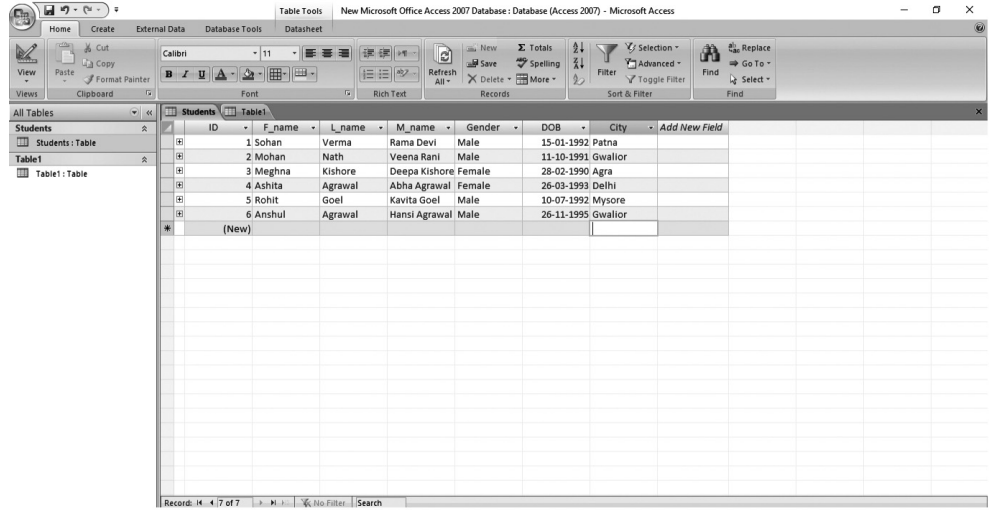 Table Tools New Microsoft Office Access 2007 Database : Database (Access 2007) - Microsoft Access
Home Create External Data Database Tools Datasheet
View
Views
Paste
Cut
Copy
Format Painter
Clipboard
Calibri 11
B I U A
Font
Rich Text
Refresh All
New
Save
Delete
Totals
Spelling
More
Records
Filter
Selection
Advanced
Toggle Filter
Sort & Filter
Find
Replace
Go To
Select
Find
All Tables
Students
Students : Table
Table1
Table1 : Table
Students Table1
ID F_name L_name M_name Gender DOB City Add New Field
1 Sohan Verma Rama Devi Male 15-01-1992 Patna
2 Mohan Nath Veena Rani Male 11-10-1991 Gwalior
3 Meghna Kishore Deepa Kishore Female 28-02-1990 Agra
4 Ashita Agrawal Abha Agrawal Female 26-03-1993 Delhi
5 Rohit Goel Kavita Goel Male 10-07-1992 Mysore
6 Anshul Agrawal Hansi Agrawal Male 26-11-1995 Gwalior
(New)
Record: 7 of 7 No Filter Search